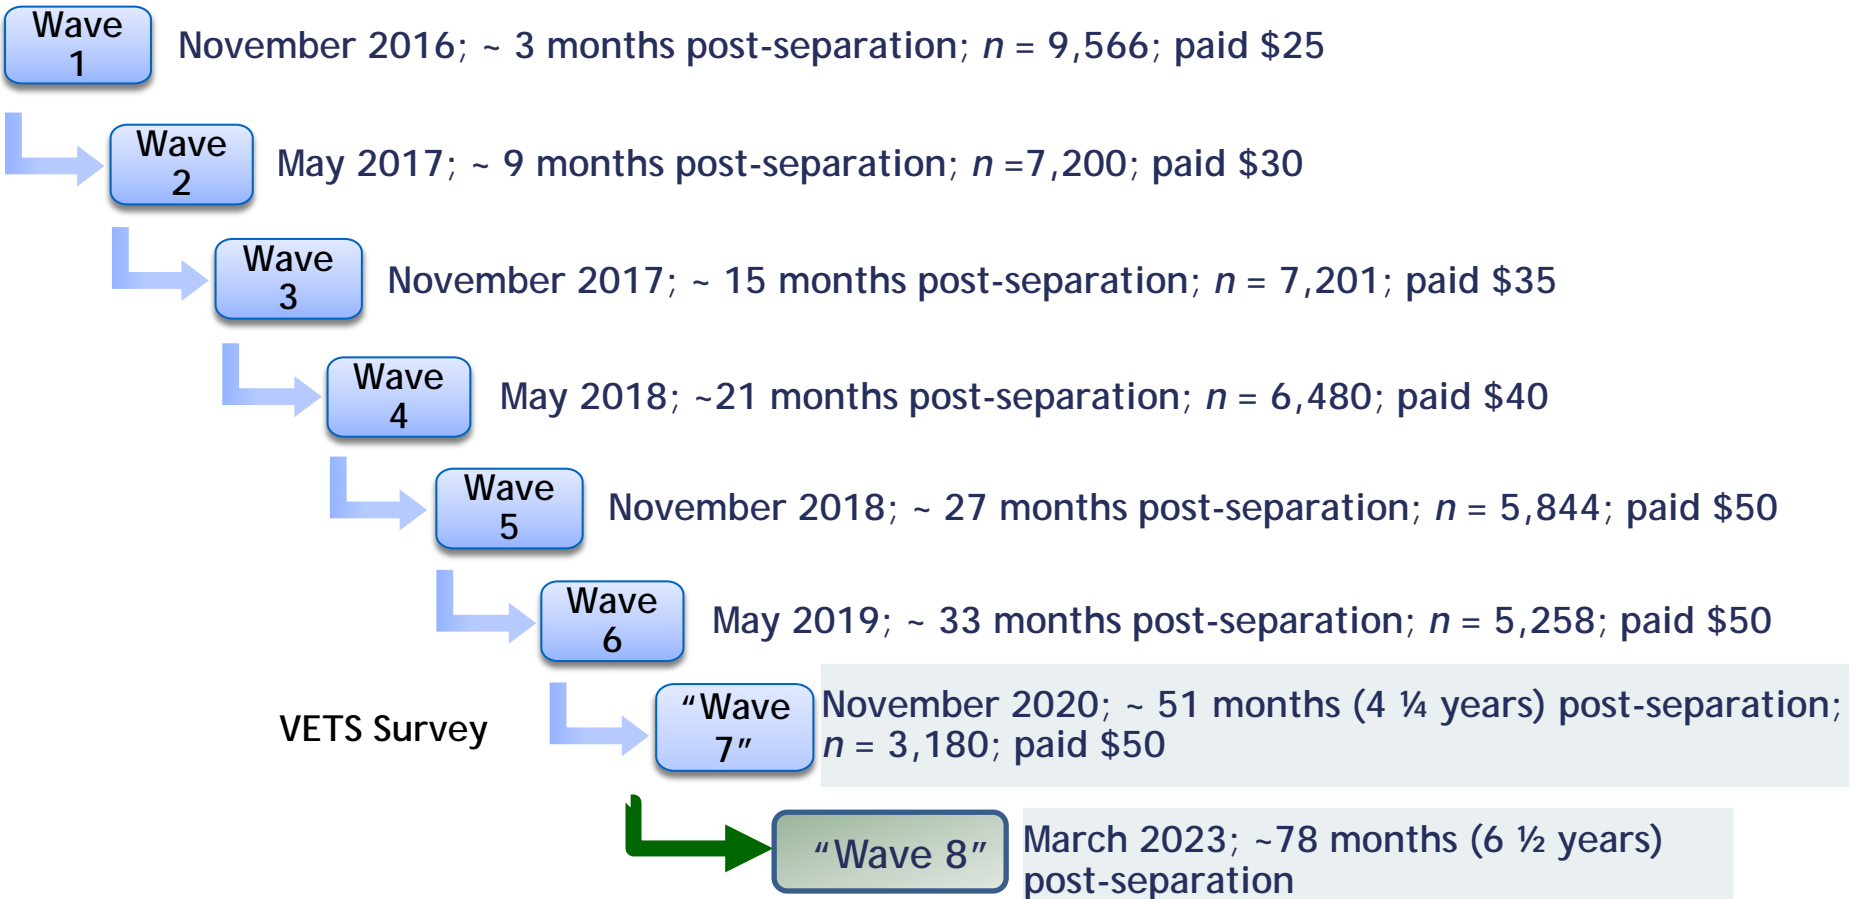 Wave
1
November 2016; ~ 3 months post-separation; n = 9,566; paid $25
Wave
2
May 2017; ~ 9 months post-separation; n =7,200; paid $30
Wave
3
November 2017; ~ 15 months post-separation; n = 7,201; paid $35
Wave
4
May 2018; ~21 months post-separation; n = 6,480; paid $40
Wave
5
November 2018; ~ 27 months post-separation; n = 5,844; paid $50
Wave
6
May 2019; ~ 33 months post-separation; n = 5,258; paid $50
VETS Survey
“Wave
7”
November 2020; ~ 51 months (4 ¼ years) post-separation;
n = 3,180; paid $50
“Wave 8”
March 2023; ~78 months (6 ½ years)
post-separation